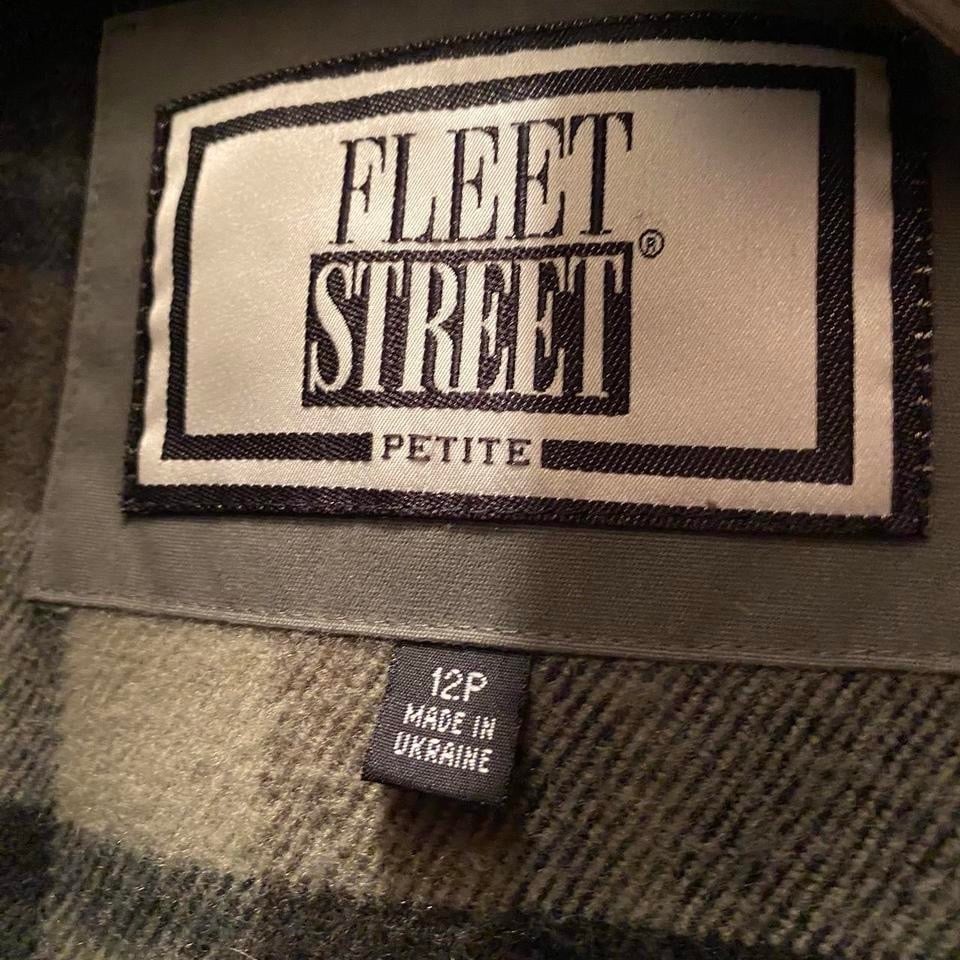 FLEET
STREET®
PETITE
12P
MADE IN
UKRAINE